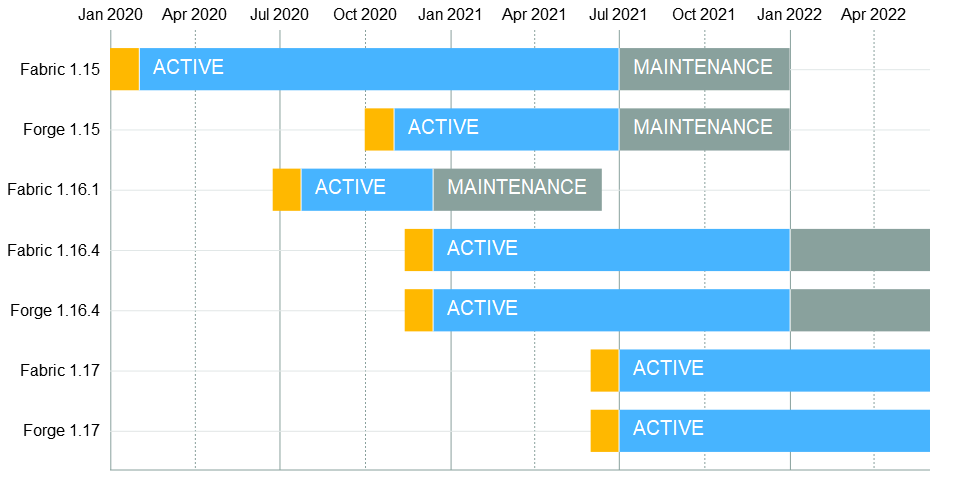 Jan 2020 Apr 2020 Jul 2020 Oct 2020 Jan 2021 Apr 2021 Jul 2021 Oct 2021 Jan 2022 Apr 2022
Fabric 1.15 ACTIVE MAINTENANCE
Forge 1.15 ACTIVE MAINTENANCE
Fabric 1.16.1 ACTIVE MAINTENANCE
Fabric 1.16.4 ACTIVE
Forge 1.16.4 ACTIVE
Fabric 1.17 ACTIVE
Forge 1.17 ACTIVE